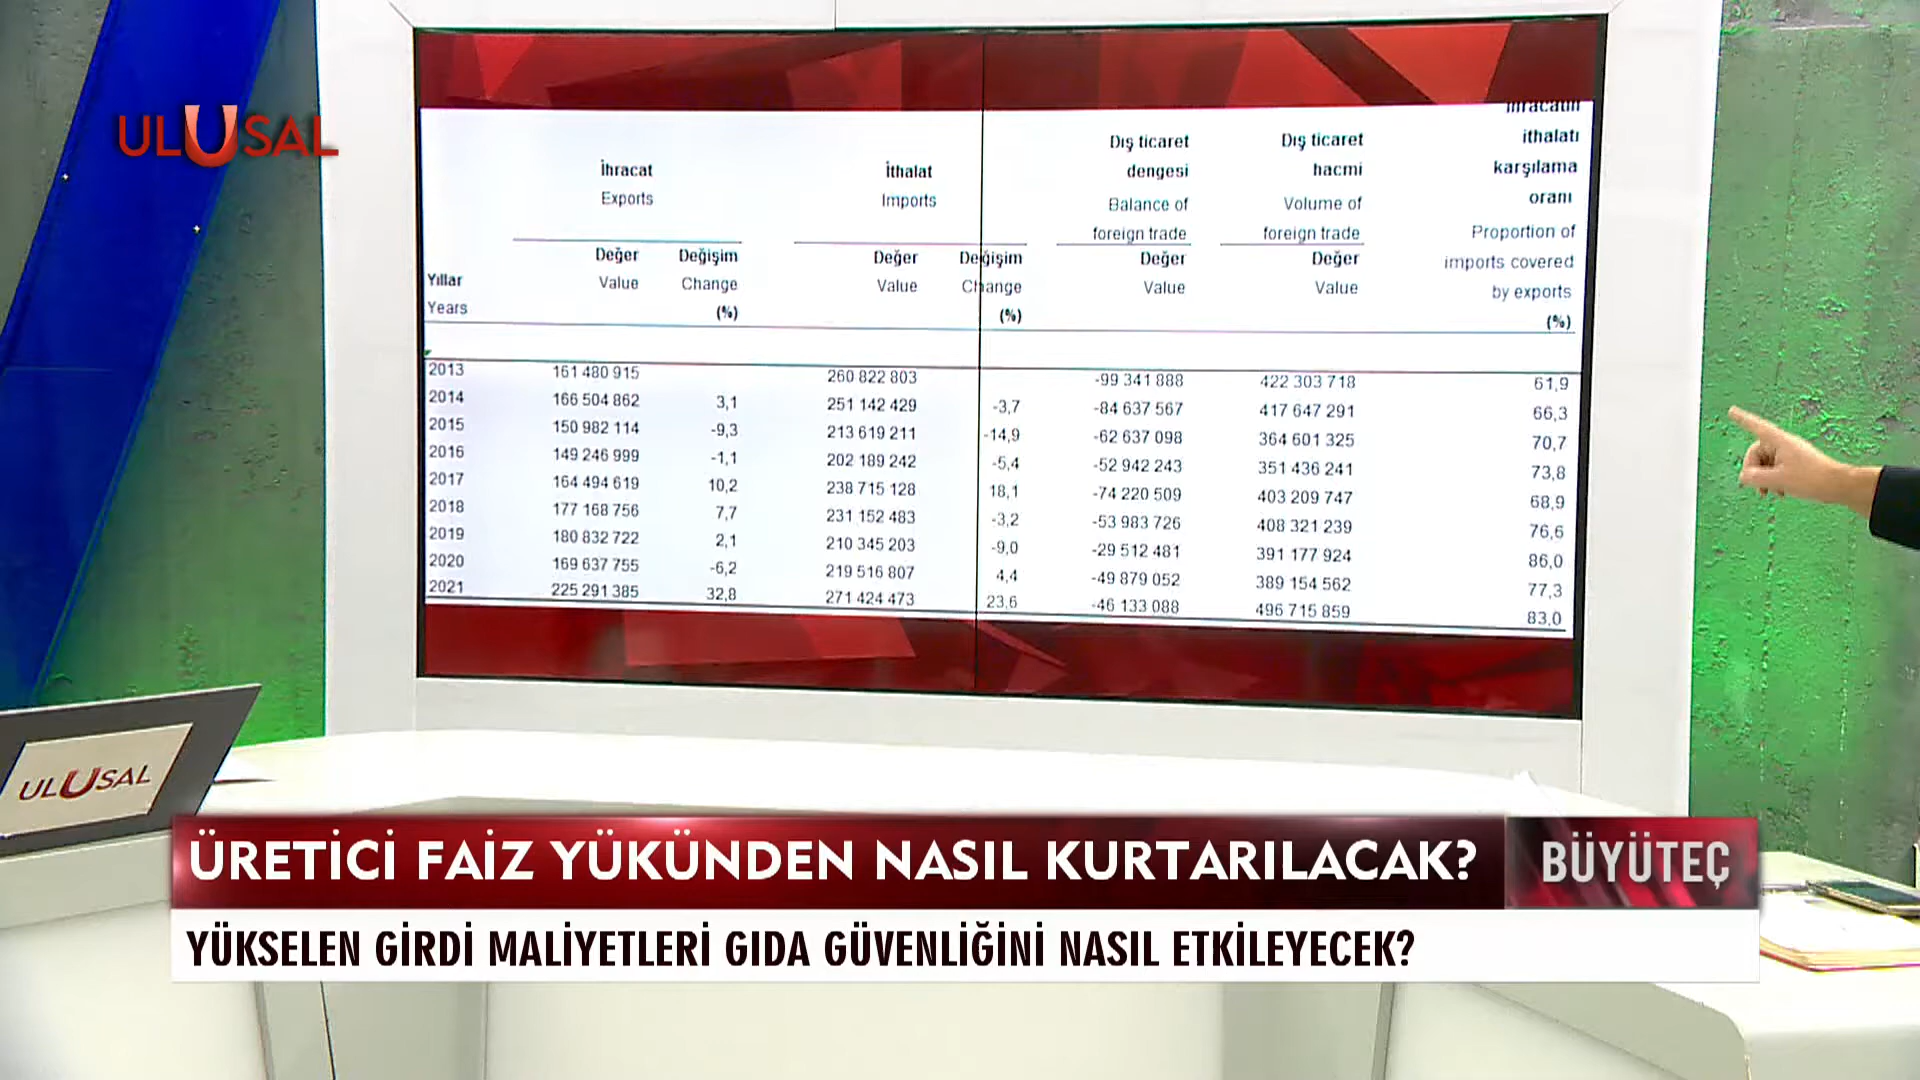 ULUSAL
ihracatın
ithalatı
karşılama
oranı
Proportion of
imports covered
by exports
(%)
Dış ticaret
dengesi
Balance of
foreign trade
Değer
Value
Dış ticaret
hacmi
Volume of
foreign trade
Değer
Value
İhracat
Exports
İthalat
Imports
Değer
Value
Değişim
Change
(%)
Değer
Value
Değişim
Change
(%)
Yıllar
Years
2013 161 480 915 260 822 803 -99 341 888 422 303 718 61,9
2014 166 504 862 3,1 251 142 429 -3,7 -84 637 567 417 647 291 66,3
2015 150 982 114 -9,3 213 619 211 -14,9 -62 637 098 364 601 325 70,7
2016 149 246 999 -1,1 202 189 242 -5,4 -52 942 243 351 436 241 73,8
2017 164 494 619 10,2 238 715 128 18,1 -74 220 509 403 209 747 68,9
2018 177 168 756 7,7 231 152 483 -3,2 -53 983 726 408 321 239 76,6
2019 180 832 722 2,1 210 345 203 -9,0 -29 512 481 391 177 924 86,0
2020 169 637 755 -6,2 219 516 807 4,4 -49 879 052 389 154 562 77,3
2021 225 291 385 32,8 271 424 473 23,6 -46 133 088 496 715 859 83,0
ULUSAL
ÜRETİCİ FAİZ YÜKÜNDEN NASIL KURTARILACAK?
BÜYÜTEÇ
YÜKSELEN GİRDİ MALİYETLERİ GIDA GÜVENLİĞİNİ NASIL ETKİLEYECEK?